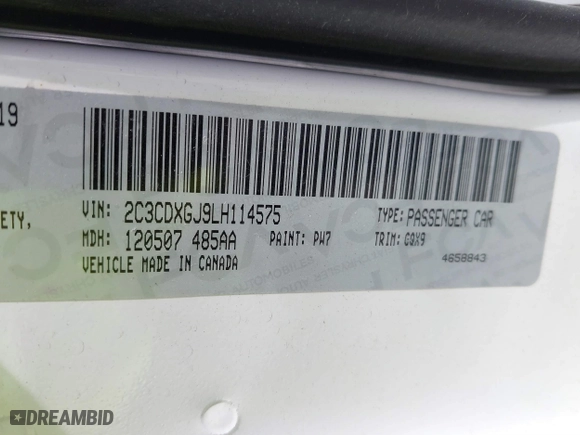 19
ETY,
VIN: 2C3CDXGJ9LH114575 TYPE: PASSENGER CAR
MDH: 120507 485AA PAINT: PW7 TRIM: GQX9
VEHICLE MADE IN CANADA 4658843
DREAMBID